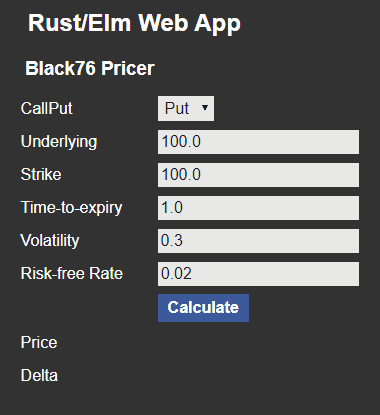 Rust/Elm Web App
Black76 Pricer
CallPut Put
Underlying 100.0
Strike 100.0
Time-to-expiry 1.0
Volatility 0.3
Risk-free Rate 0.02
Calculate
Price
Delta